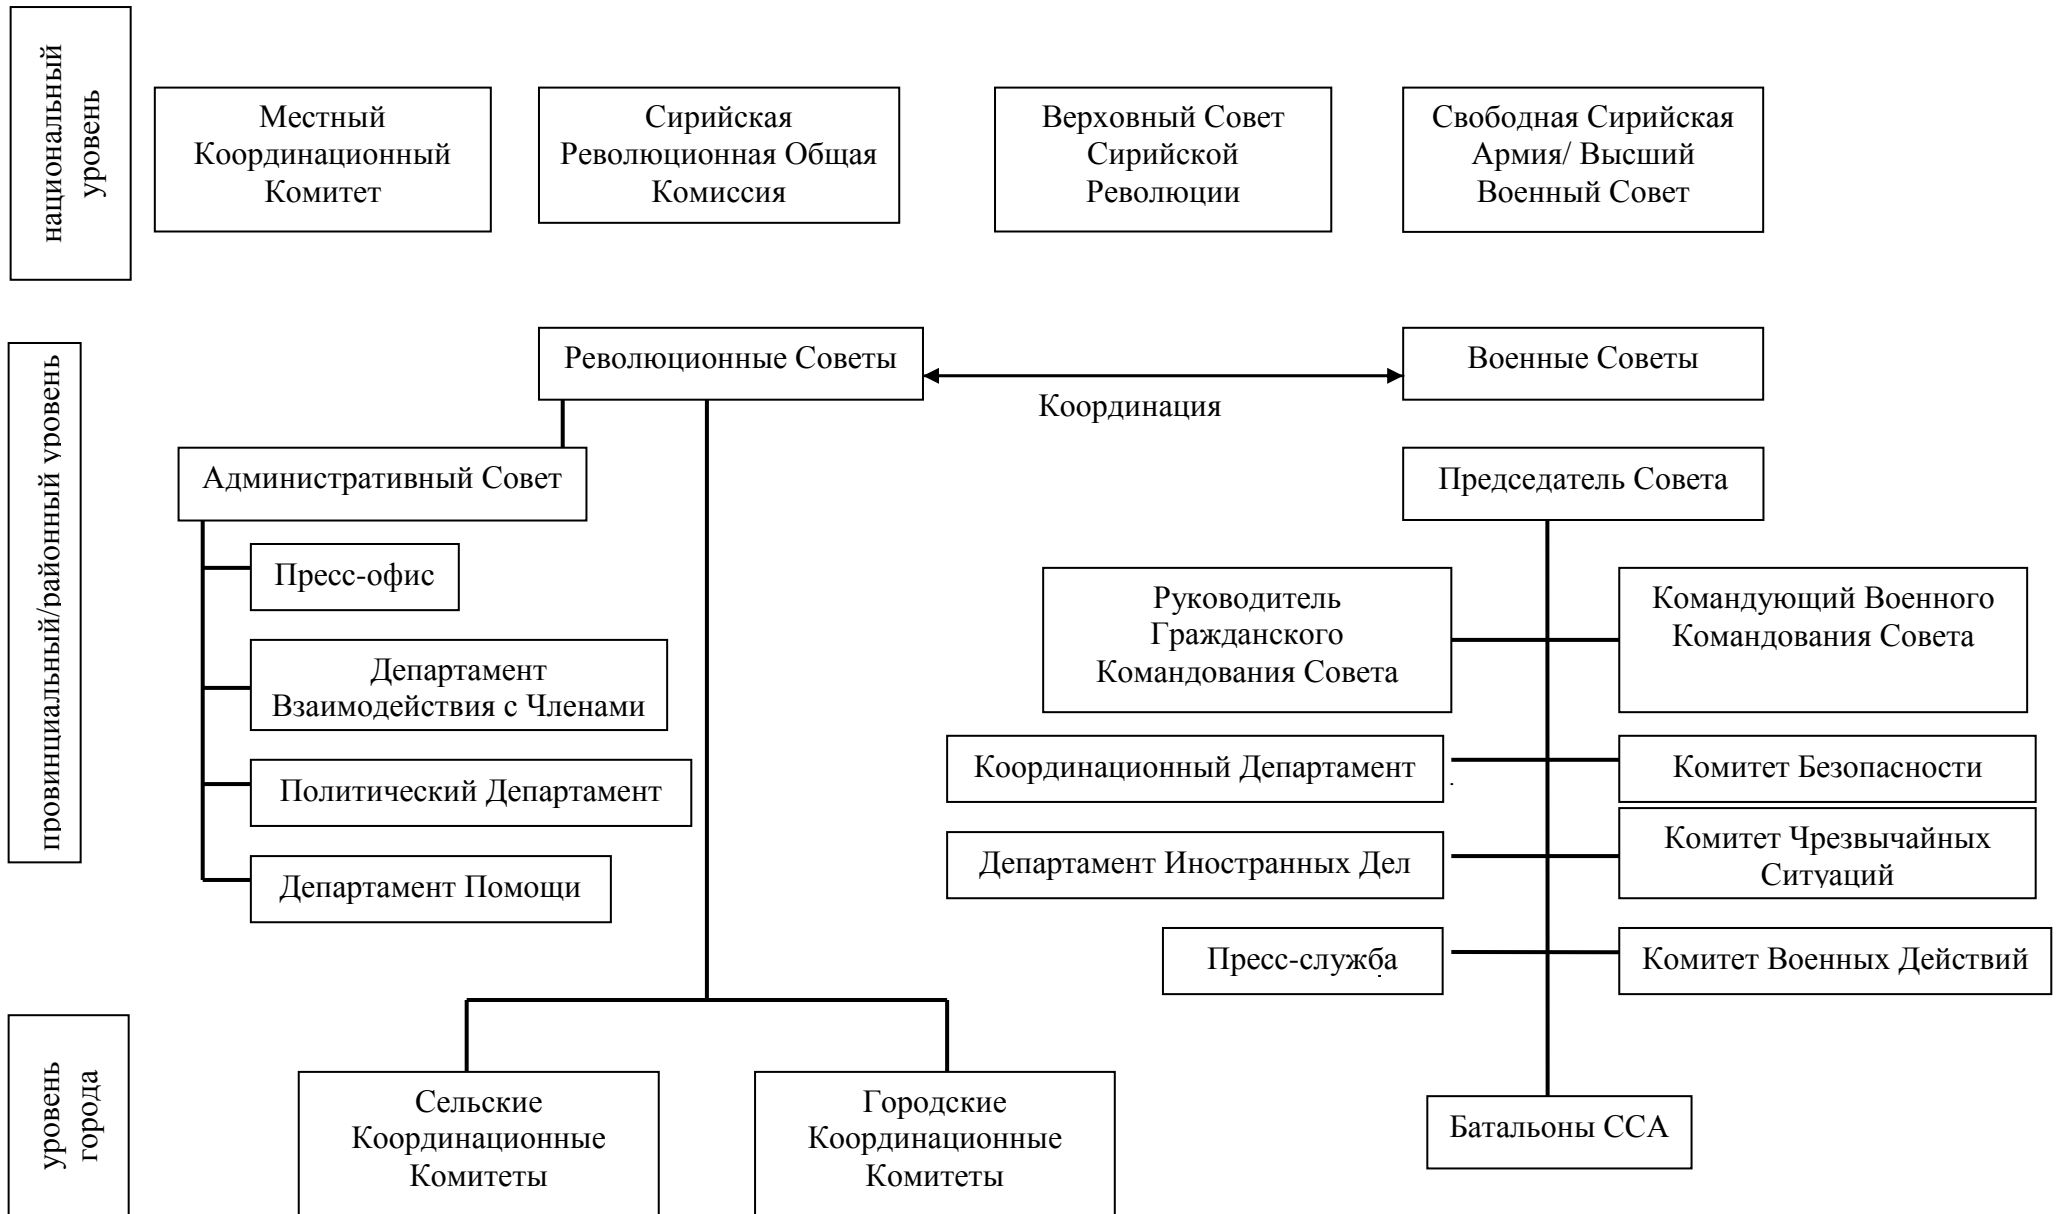 национальный
уровень
Местный
Координационный
Комитет
Сирийская
Революционная Общая
Комиссия
Верховный Совет
Сирийской
Революции
Свободная Сирийская
Армия/ Высший
Военный Совет
провинциальный/районный уровень
Революционные Советы
Координация
Военные Советы
Административный Совет
Пресс-офис
Департамент
Взаимодействия с Членами
Политический Департамент
Департамент Помощи
Председатель Совета
Руководитель
Гражданского
Командования Совета
Командующий Военного
Командования Совета
Координационный Департамент
Комитет Безопасности
Департамент Иностранных Дел
Комитет Чрезвычайных
Ситуаций
Пресс-служба
Комитет Военных Действий
уровень
города
Сельские
Координационные
Комитеты
Городские
Координационные
Комитеты
Батальоны ССА